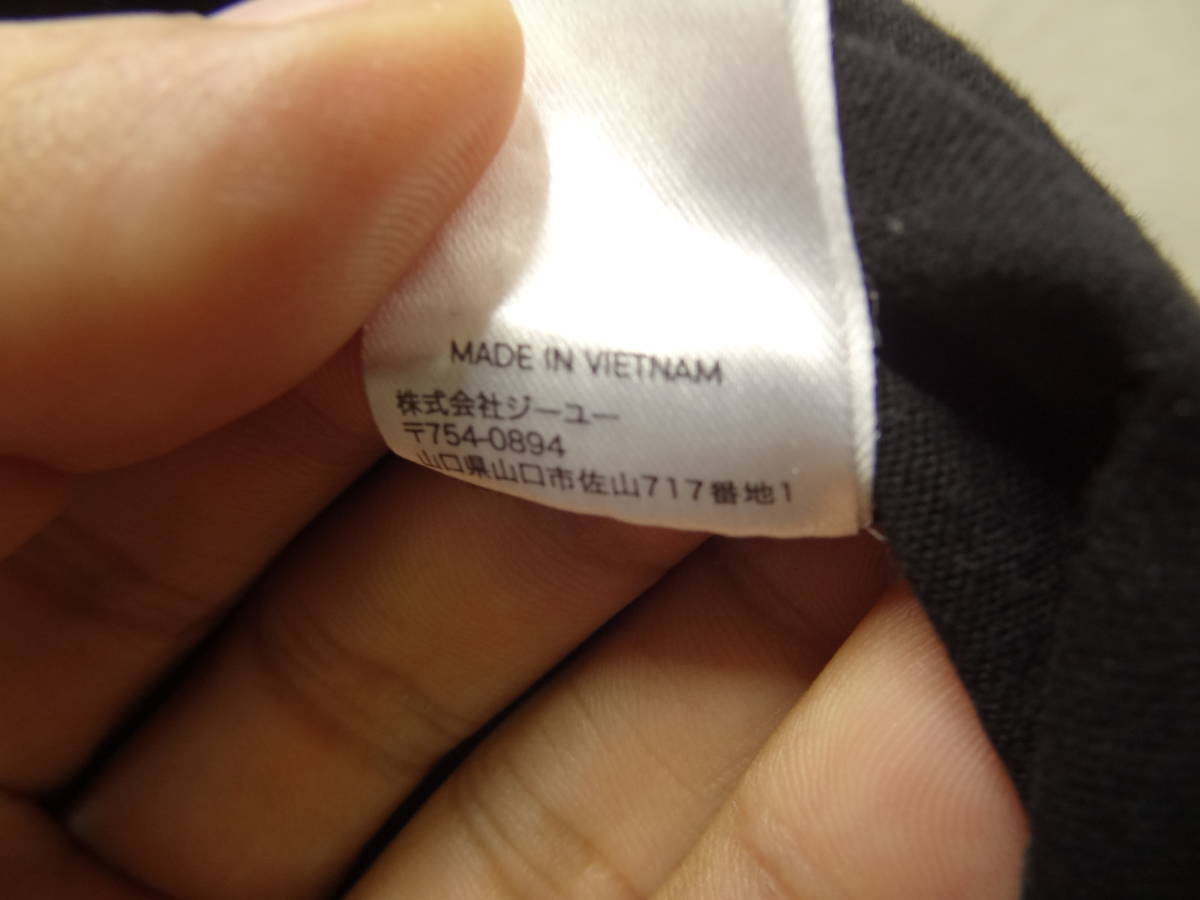 MADE IN VIETNAM
株式会社ジーユー
〒754-0894
山口県山口市佐山717番地1